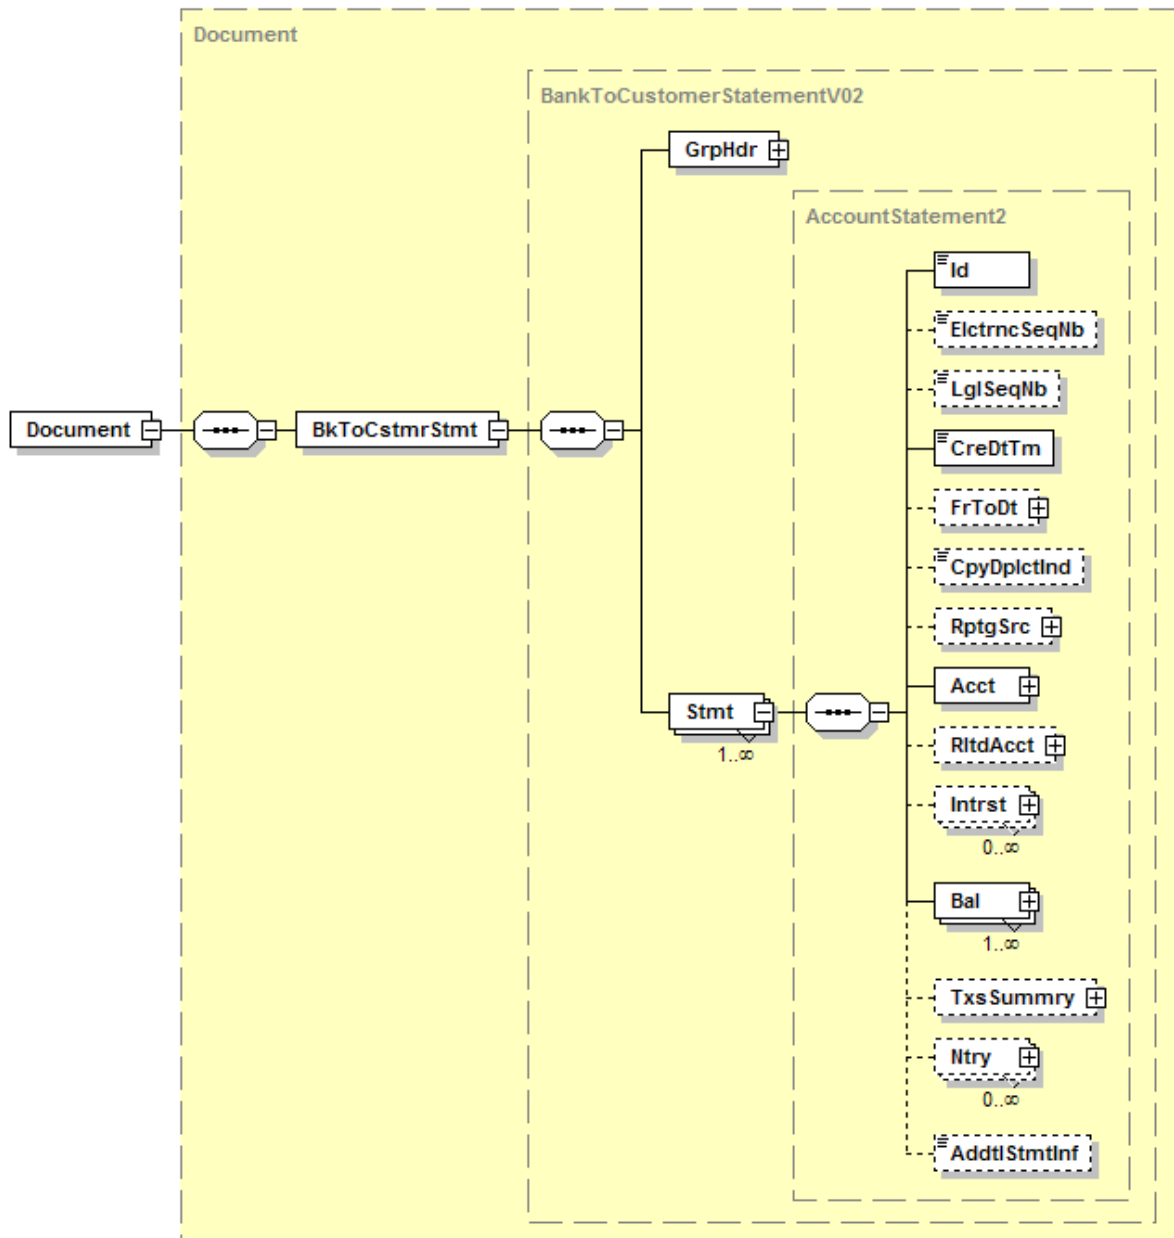 Document
BankToCustomerStatementV02
GrpHdr
AccountStatement2
Id
ElctrncSeqNb
LglSeqNb
Document
BkToCstmrStmt
CreDtTm
FrToDt
CpyDplctInd
RptgSrc
Acct
Stmt
1..∞
RltdAcct
Intrst
0..∞
Bal
1..∞
TxsSummry
Ntry
0..∞
AddtlStmtInf